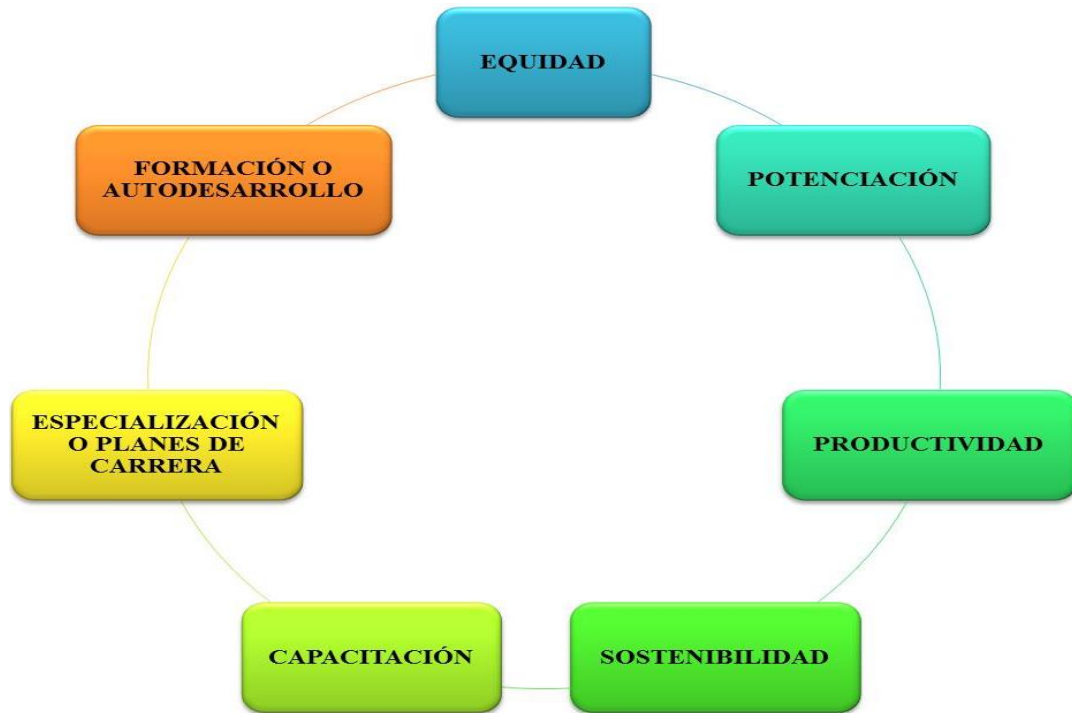 EQUIDAD
POTENCIACIÓN
PRODUCTIVIDAD
SOSTENIBILIDAD
CAPACITACIÓN
ESPECIALIZACIÓN
O PLANES DE
CARRERA
FORMACIÓN O
AUTODESARROLLO